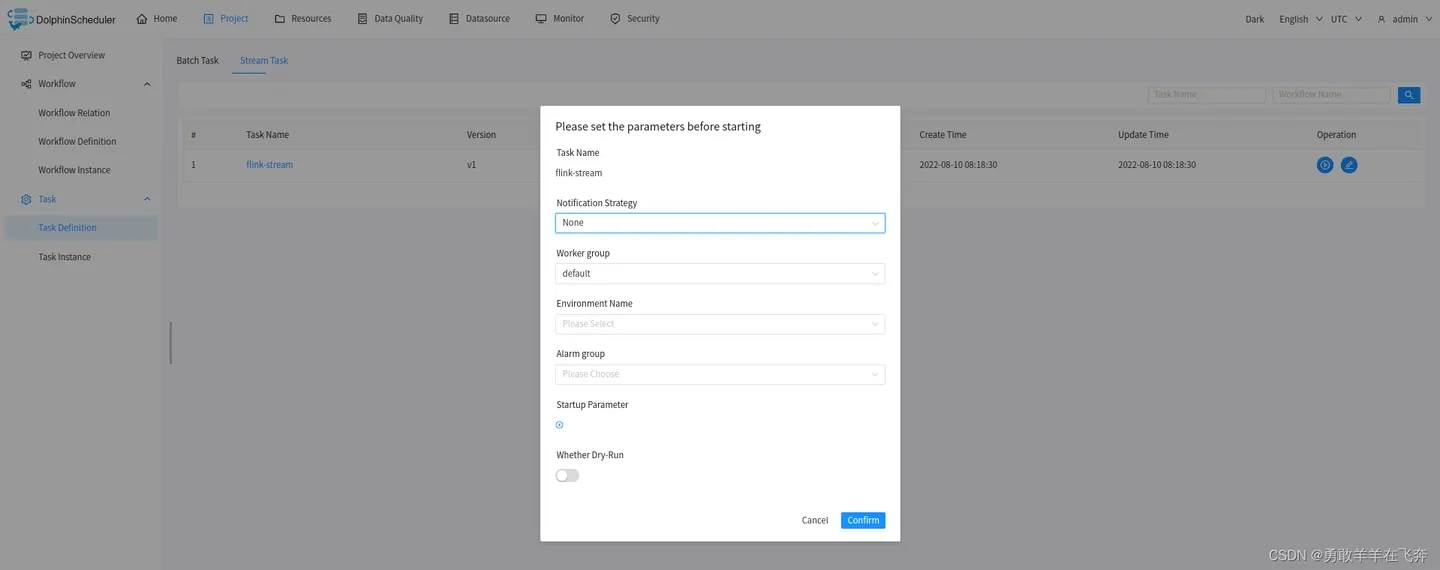 DolphinScheduler Home Project Resources Data Quality Datasource Monitor Security Dark English UTC admin
Project Overview
Workflow
Workflow Relation
Workflow Definition
Workflow Instance
Task
Task Definition
Task Instance
Batch Task Stream Task
Task Name Workflow Name
# Task Name Version Create Time Update Time Operation
1 flink-stream v1 2022-08-10 08:18:30 2022-08-10 08:18:30
Please set the parameters before starting
Task Name
flink-stream
Notification Strategy
None
Worker group
default
Environment Name
Please Select
Alarm group
Please Choose
Startup Parameter
Whether Dry-Run
Cancel Confirm
CSDN @勇敢羊羊在飞奔